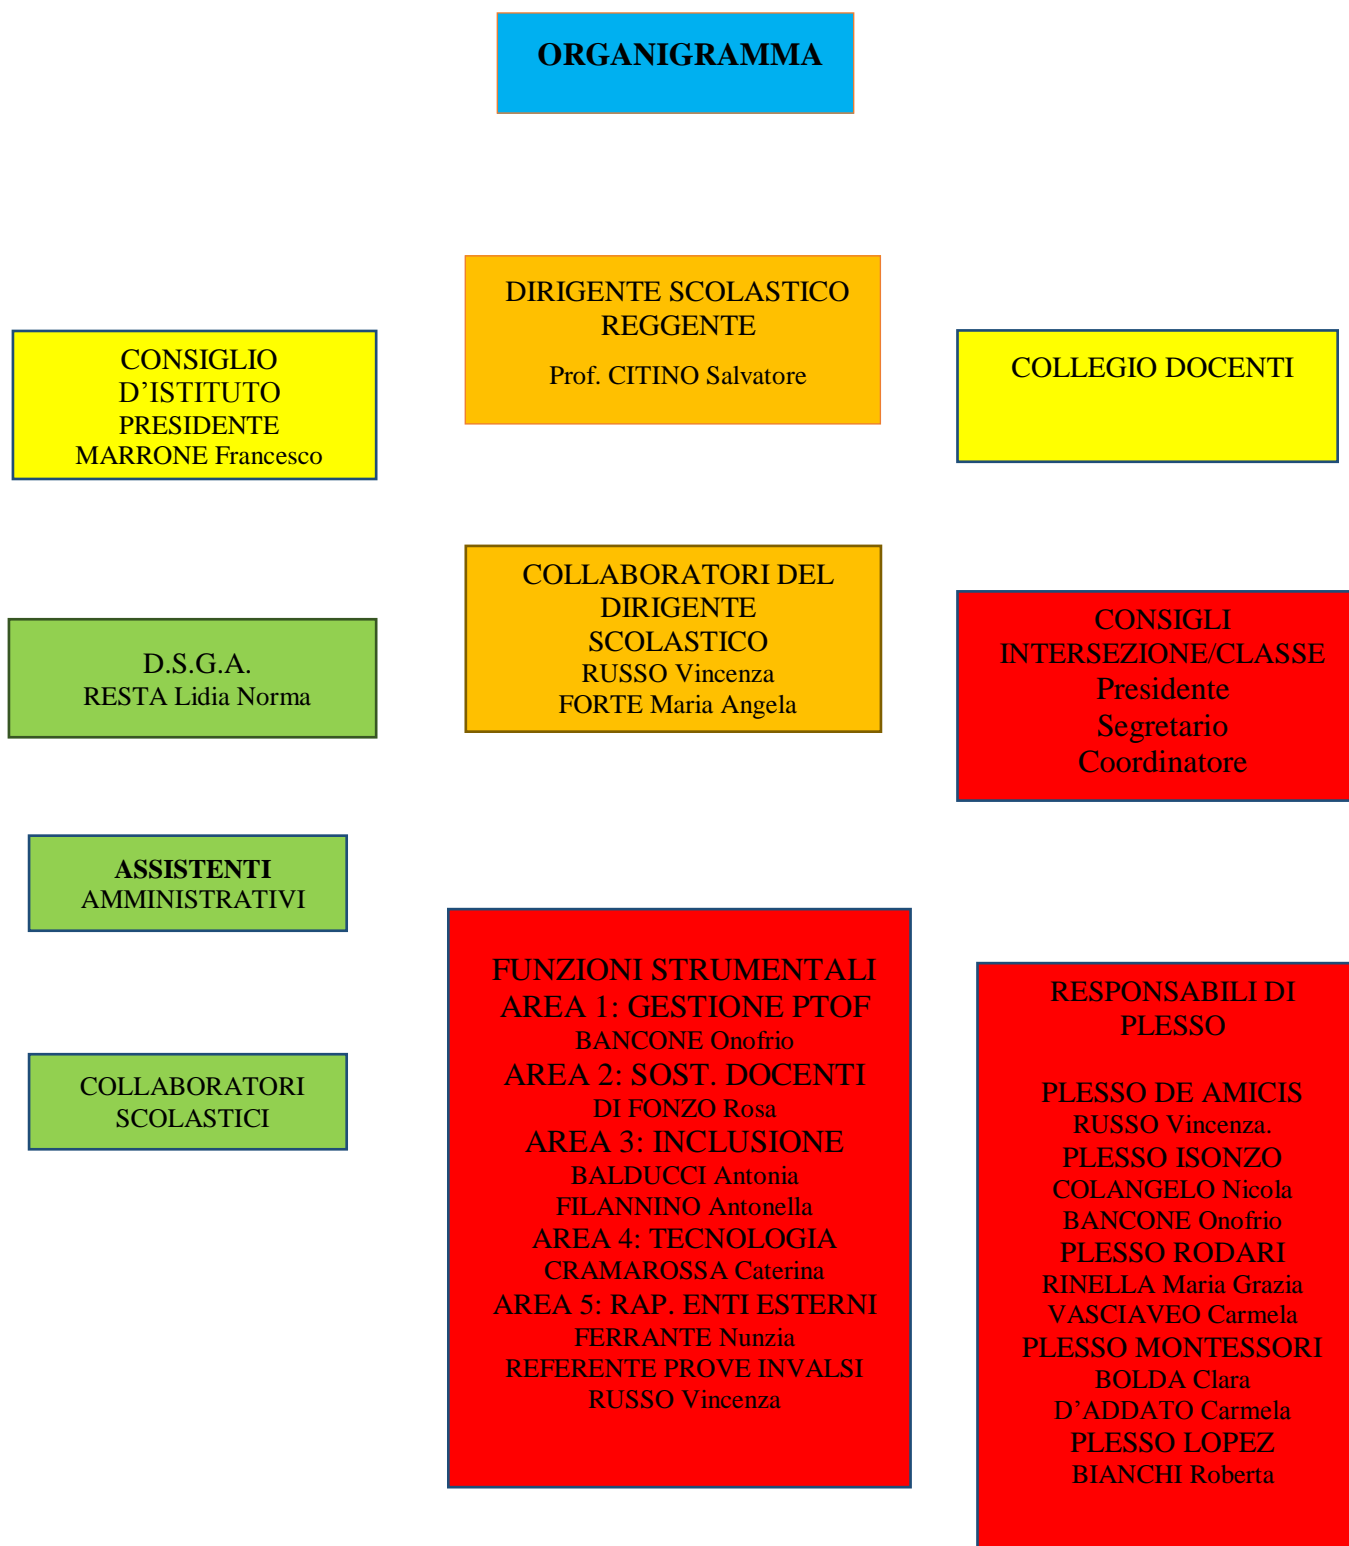 ORGANIGRAMMA
DIRIGENTE SCOLASTICO
REGGENTE
Prof. CITINO Salvatore
CONSIGLIO
D’ISTITUTO
PRESIDENTE
MARRONE Francesco
COLLEGIO DOCENTI
COLLABORATORI DEL
DIRIGENTE
SCOLASTICO
RUSSO Vincenza
FORTE Maria Angela
D.S.G.A.
RESTA Lidia Norma
CONSIGLI
INTERSEZIONE/CLASSE
Presidente
Segretario
Coordinatore
ASSISTENTI
AMMINISTRATIVI
COLLABORATORI
SCOLASTICI
FUNZIONI STRUMENTALI
AREA 1: GESTIONE PTOF
BANCONE Onofrio
AREA 2: SOST. DOCENTI
DI FONZO Rosa
AREA 3: INCLUSIONE
BALDUCCI Antonia
FILANNINO Antonella
AREA 4: TECNOLOGIA
CRAMAROSSA Caterina
AREA 5: RAP. ENTI ESTERNI
FERRANTE Nunzia
REFERENTE PROVE INVALSI
RUSSO Vincenza
RESPONSABILI DI
PLESSO
PLESSO DE AMICIS
RUSSO Vincenza.
PLESSO ISONZO
COLANGELO Nicola
BANCONE Onofrio
PLESSO RODARI
RINELLA Maria Grazia
VASCIAVEO Carmela
PLESSO MONTESSORI
BOLDA Clara
D’ADDATO Carmela
PLESSO LOPEZ
BIANCHI Roberta